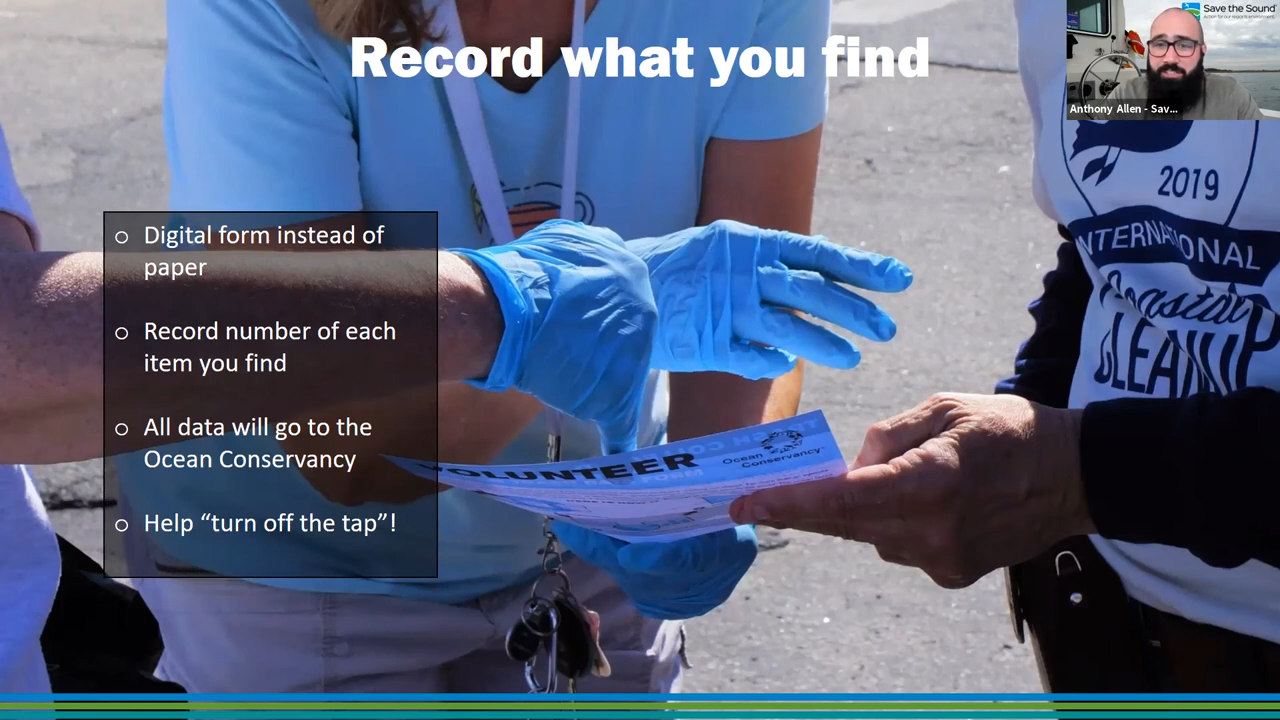 Record what you find
Save the Sound
Anthony Allen - Sav...
2019
INTERNATIONAL
Coastal
CLEANUP
○ Digital form instead of
paper
○ Record number of each
item you find
○ All data will go to the
Ocean Conservancy
○ Help “turn off the tap”!
VOLUNTEER
Ocean
Conservancy